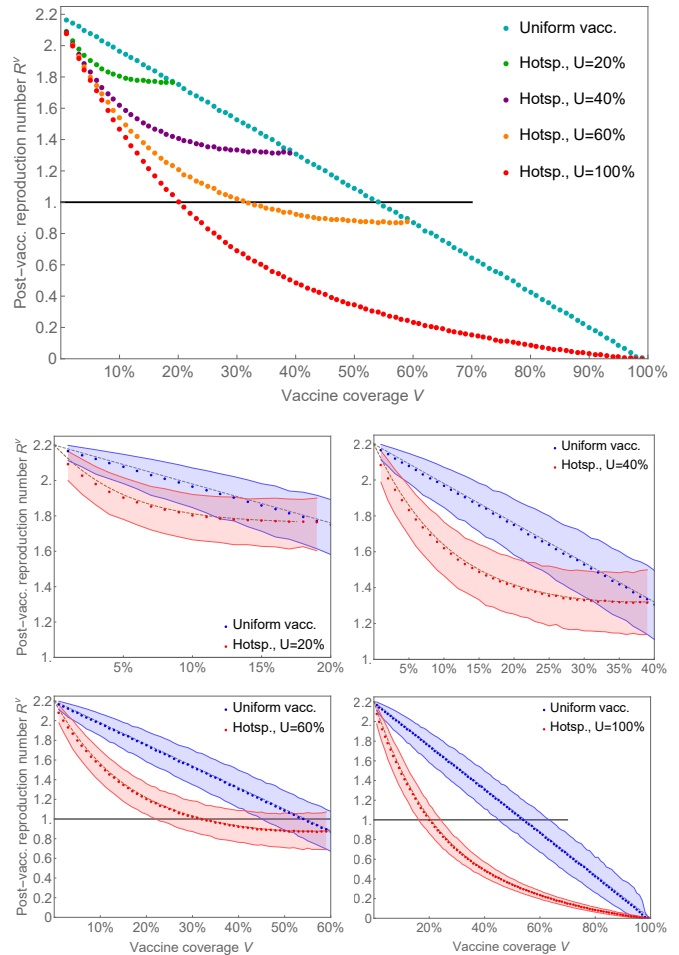 Post-vacc. reproduction number Rᵛ
2.2
2.0
1.8
1.6
1.4
1.2
1.
0.8
0.6
0.4
0.2
0
Uniform vacc.
Hotsp., U=20%
Hotsp., U=40%
Hotsp., U=60%
Hotsp., U=100%
10% 20% 30% 40% 50% 60% 70% 80% 90% 100%
Vaccine coverage V
Post-vacc. reproduction number Rᵛ
2.2
2.0
1.8
1.6
1.4
1.2
1.
Uniform vacc.
Hotsp., U=20%
5% 10% 15% 20%
2.2
2.0
1.8
1.6
1.4
1.2
1.
Uniform vacc.
Hotsp., U=40%
5% 10% 15% 20% 25% 30% 35% 40%
Post-vacc. reproduction number Rᵛ
2.2
2.0
1.8
1.6
1.4
1.2
1.
0.8
0.6
0.4
0.2
0
Uniform vacc.
Hotsp., U=60%
10% 20% 30% 40% 50% 60%
Vaccine coverage V
2.2
2.0
1.8
1.6
1.4
1.2
1.
0.8
0.6
0.4
0.2
0
Uniform vacc.
Hotsp., U=100%
20% 40% 60% 80% 100%
Vaccine coverage V